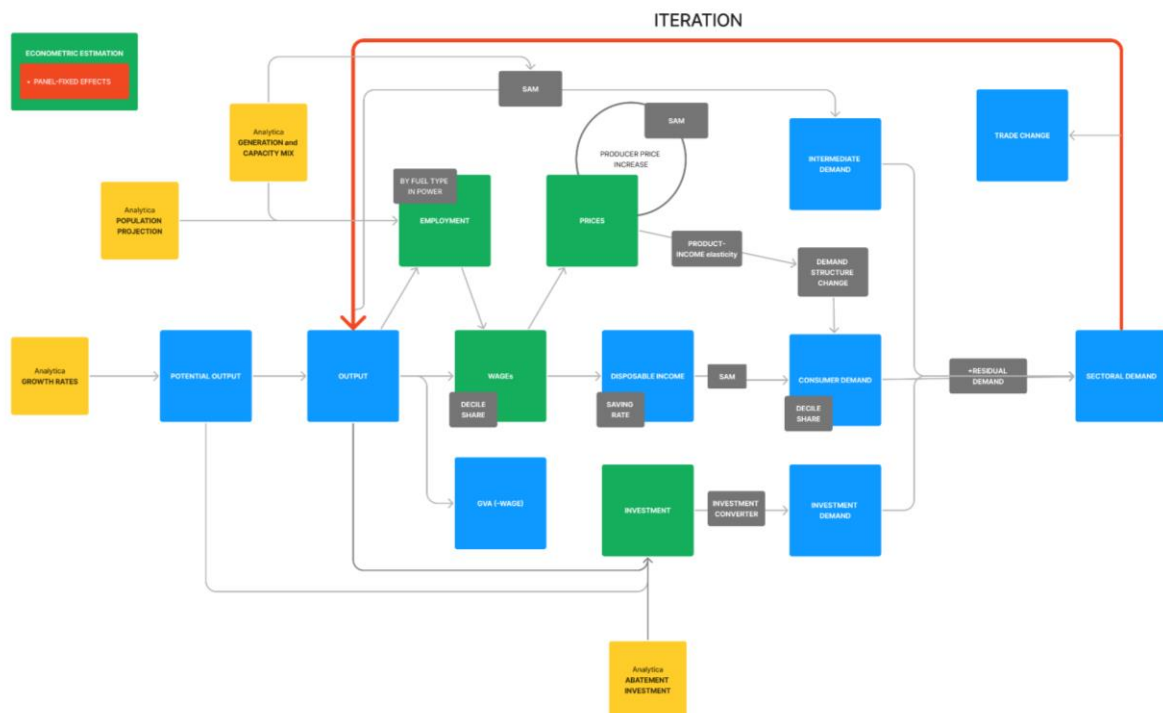 ITERATION
ECONOMETRIC ESTIMATION
+ PANEL-FIXED EFFECTS
SAM
Analytica
GENERATION and
CAPACITY MIX
SAM
PRODUCER PRICE
INCREASE
INTERMEDIATE
DEMAND
TRADE CHANGE
BY FUEL TYPE
IN POWER
Analytica
POPULATION
PROJECTION
EMPLOYMENT
PRICES
PRODUCT-
INCOME elasticity
DEMAND
STRUCTURE
CHANGE
Analytica
GROWTH RATES
POTENTIAL OUTPUT
OUTPUT
WAGEs
DECILE
SHARE
DISPOSABLE INCOME
SAVING
RATE
SAM
CONSUMER DEMAND
DECILE
SHARE
+RESIDUAL
DEMAND
SECTORAL DEMAND
GVA (-WAGE)
INVESTMENT
INVESTMENT
CONVERTER
INVESTMENT
DEMAND
Analytica
ABATEMENT
INVESTMENT